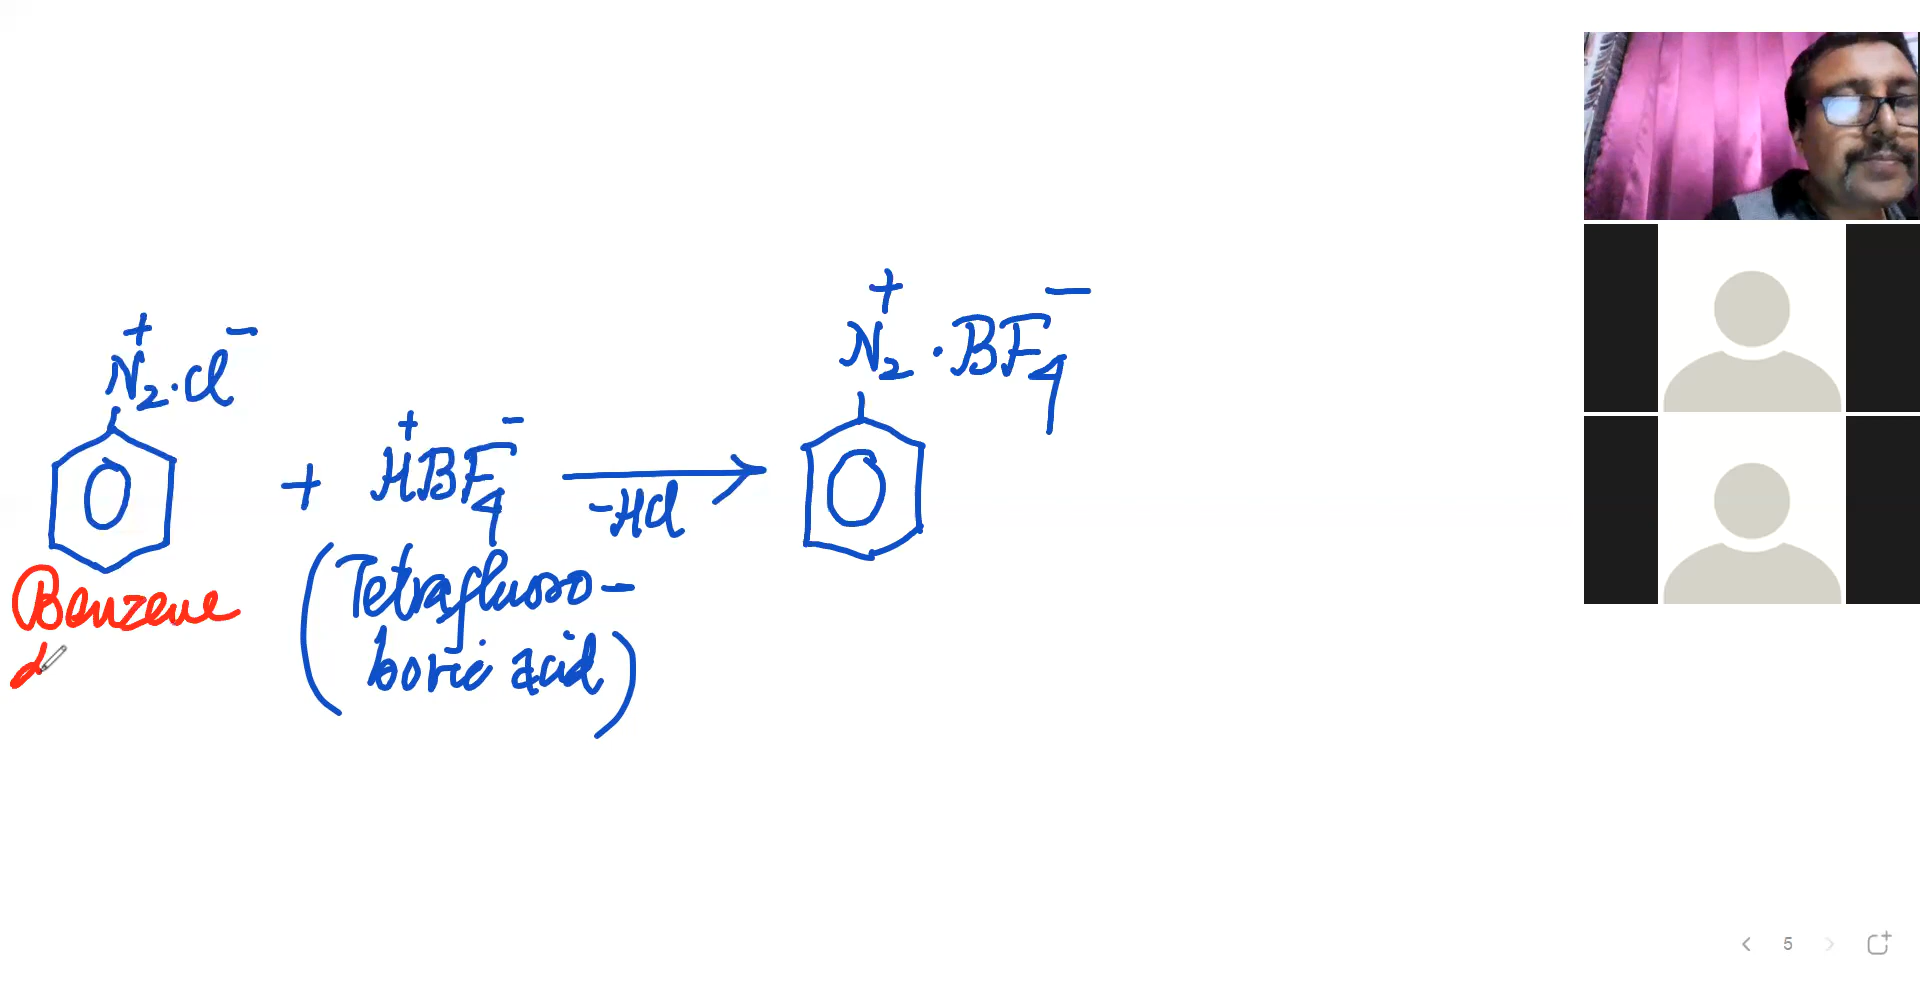 N₂⁺·Cl⁻
+ H⁺BF₄⁻
-HCl
N₂⁺·BF₄⁻
(Tetrafluoro-
boric acid)
Benzene
d
5